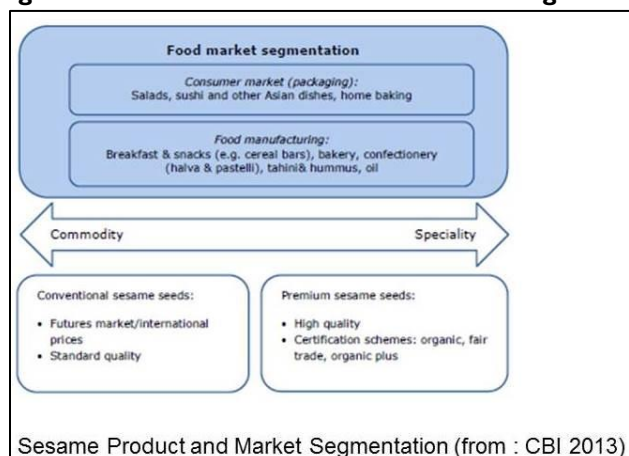 Food market segmentation
Consumer market (packaging):
Salads, sushi and other Asian dishes, home baking
Food manufacturing:
Breakfast & snacks (e.g. cereal bars), bakery, confectionery
(halva & pastelli), tahini& hummus, oil
Commodity
Speciality
Conventional sesame seeds:
• Futures market/international
prices
• Standard quality
Premium sesame seeds:
• High quality
• Certification schemes: organic, fair
trade, organic plus
Sesame Product and Market Segmentation (from : CBI 2013)